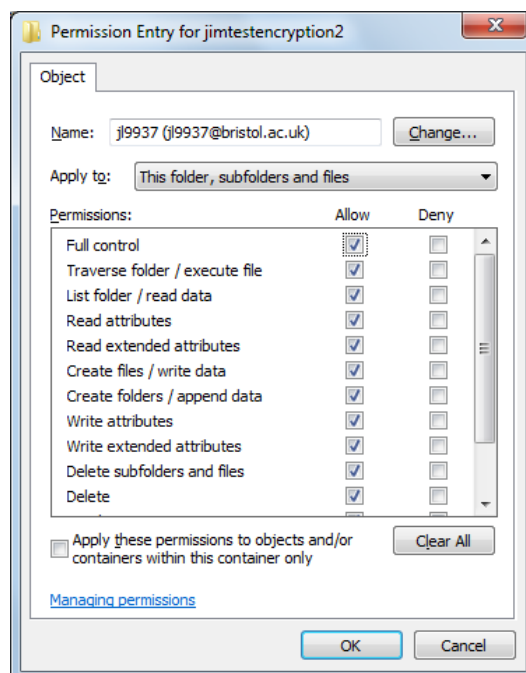 Permission Entry for jimtestencryption2
Object
Name: jl9937 (jl9937@bristol.ac.uk) Change...
Apply to: This folder, subfolders and files
Permissions: Allow Deny
Full control
Traverse folder / execute file
List folder / read data
Read attributes
Read extended attributes
Create files / write data
Create folders / append data
Write attributes
Write extended attributes
Delete subfolders and files
Delete
Apply these permissions to objects and/or Clear All
containers within this container only
Managing permissions
OK Cancel